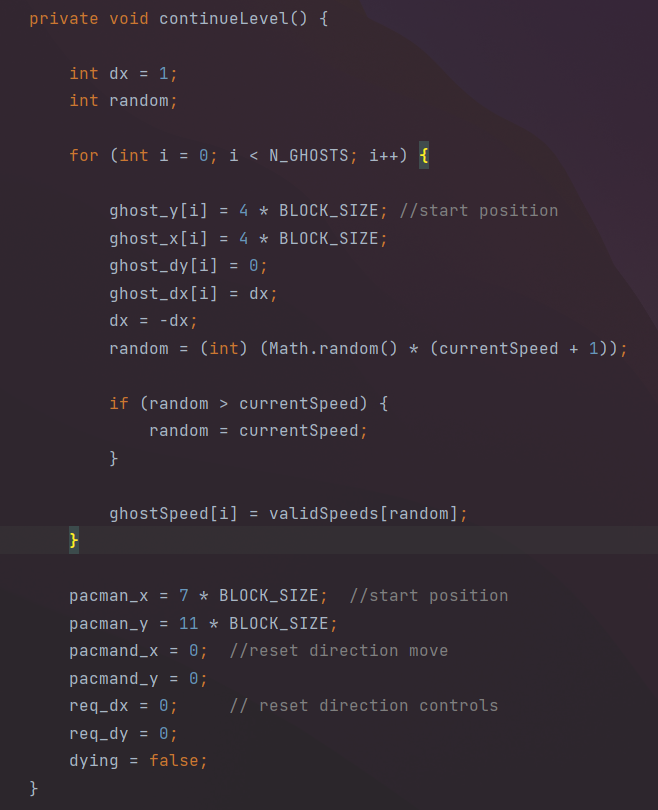 private void continueLevel() {
int dx = 1;
int random;
for (int i = 0; i < N_GHOSTS; i++) {
ghost_y[i] = 4 * BLOCK_SIZE; //start position
ghost_x[i] = 4 * BLOCK_SIZE;
ghost_dy[i] = 0;
ghost_dx[i] = dx;
dx = -dx;
random = (int) (Math.random() * (currentSpeed + 1));
if (random > currentSpeed) {
random = currentSpeed;
}
ghostSpeed[i] = validSpeeds[random];
}
pacman_x = 7 * BLOCK_SIZE;  //start position
pacman_y = 11 * BLOCK_SIZE;
pacmand_x = 0;  //reset direction move
pacmand_y = 0;
req_dx = 0;     // reset direction controls
req_dy = 0;
dying = false;
}